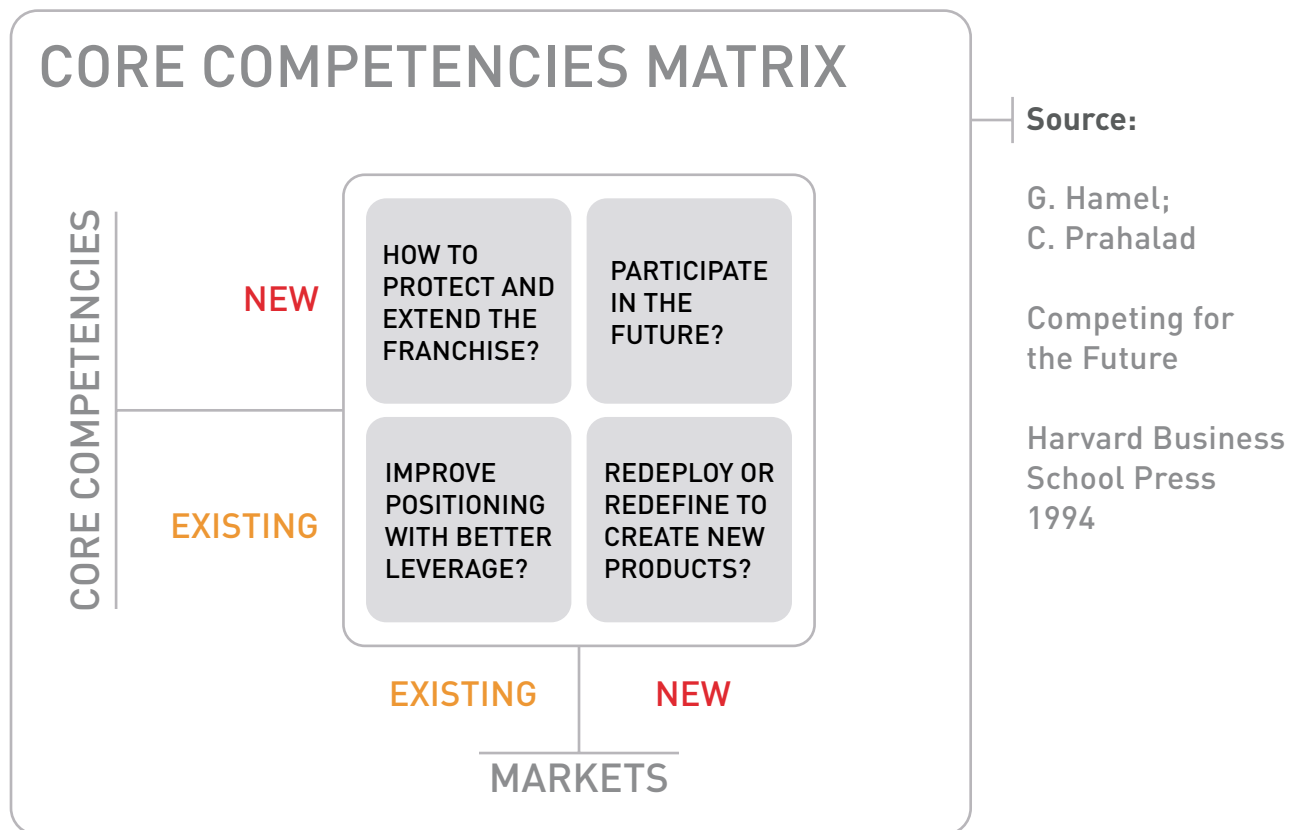 CORE COMPETENCIES MATRIX
CORE COMPETENCIES
NEW
HOW TO
PROTECT AND
EXTEND THE
FRANCHISE?
PARTICIPATE
IN THE
FUTURE?
EXISTING
IMPROVE
POSITIONING
WITH BETTER
LEVERAGE?
REDEPLOY OR
REDEFINE TO
CREATE NEW
PRODUCTS?
EXISTING
NEW
MARKETS
Source:
G. Hamel;
C. Prahalad
Competing for
the Future
Harvard Business
School Press
1994